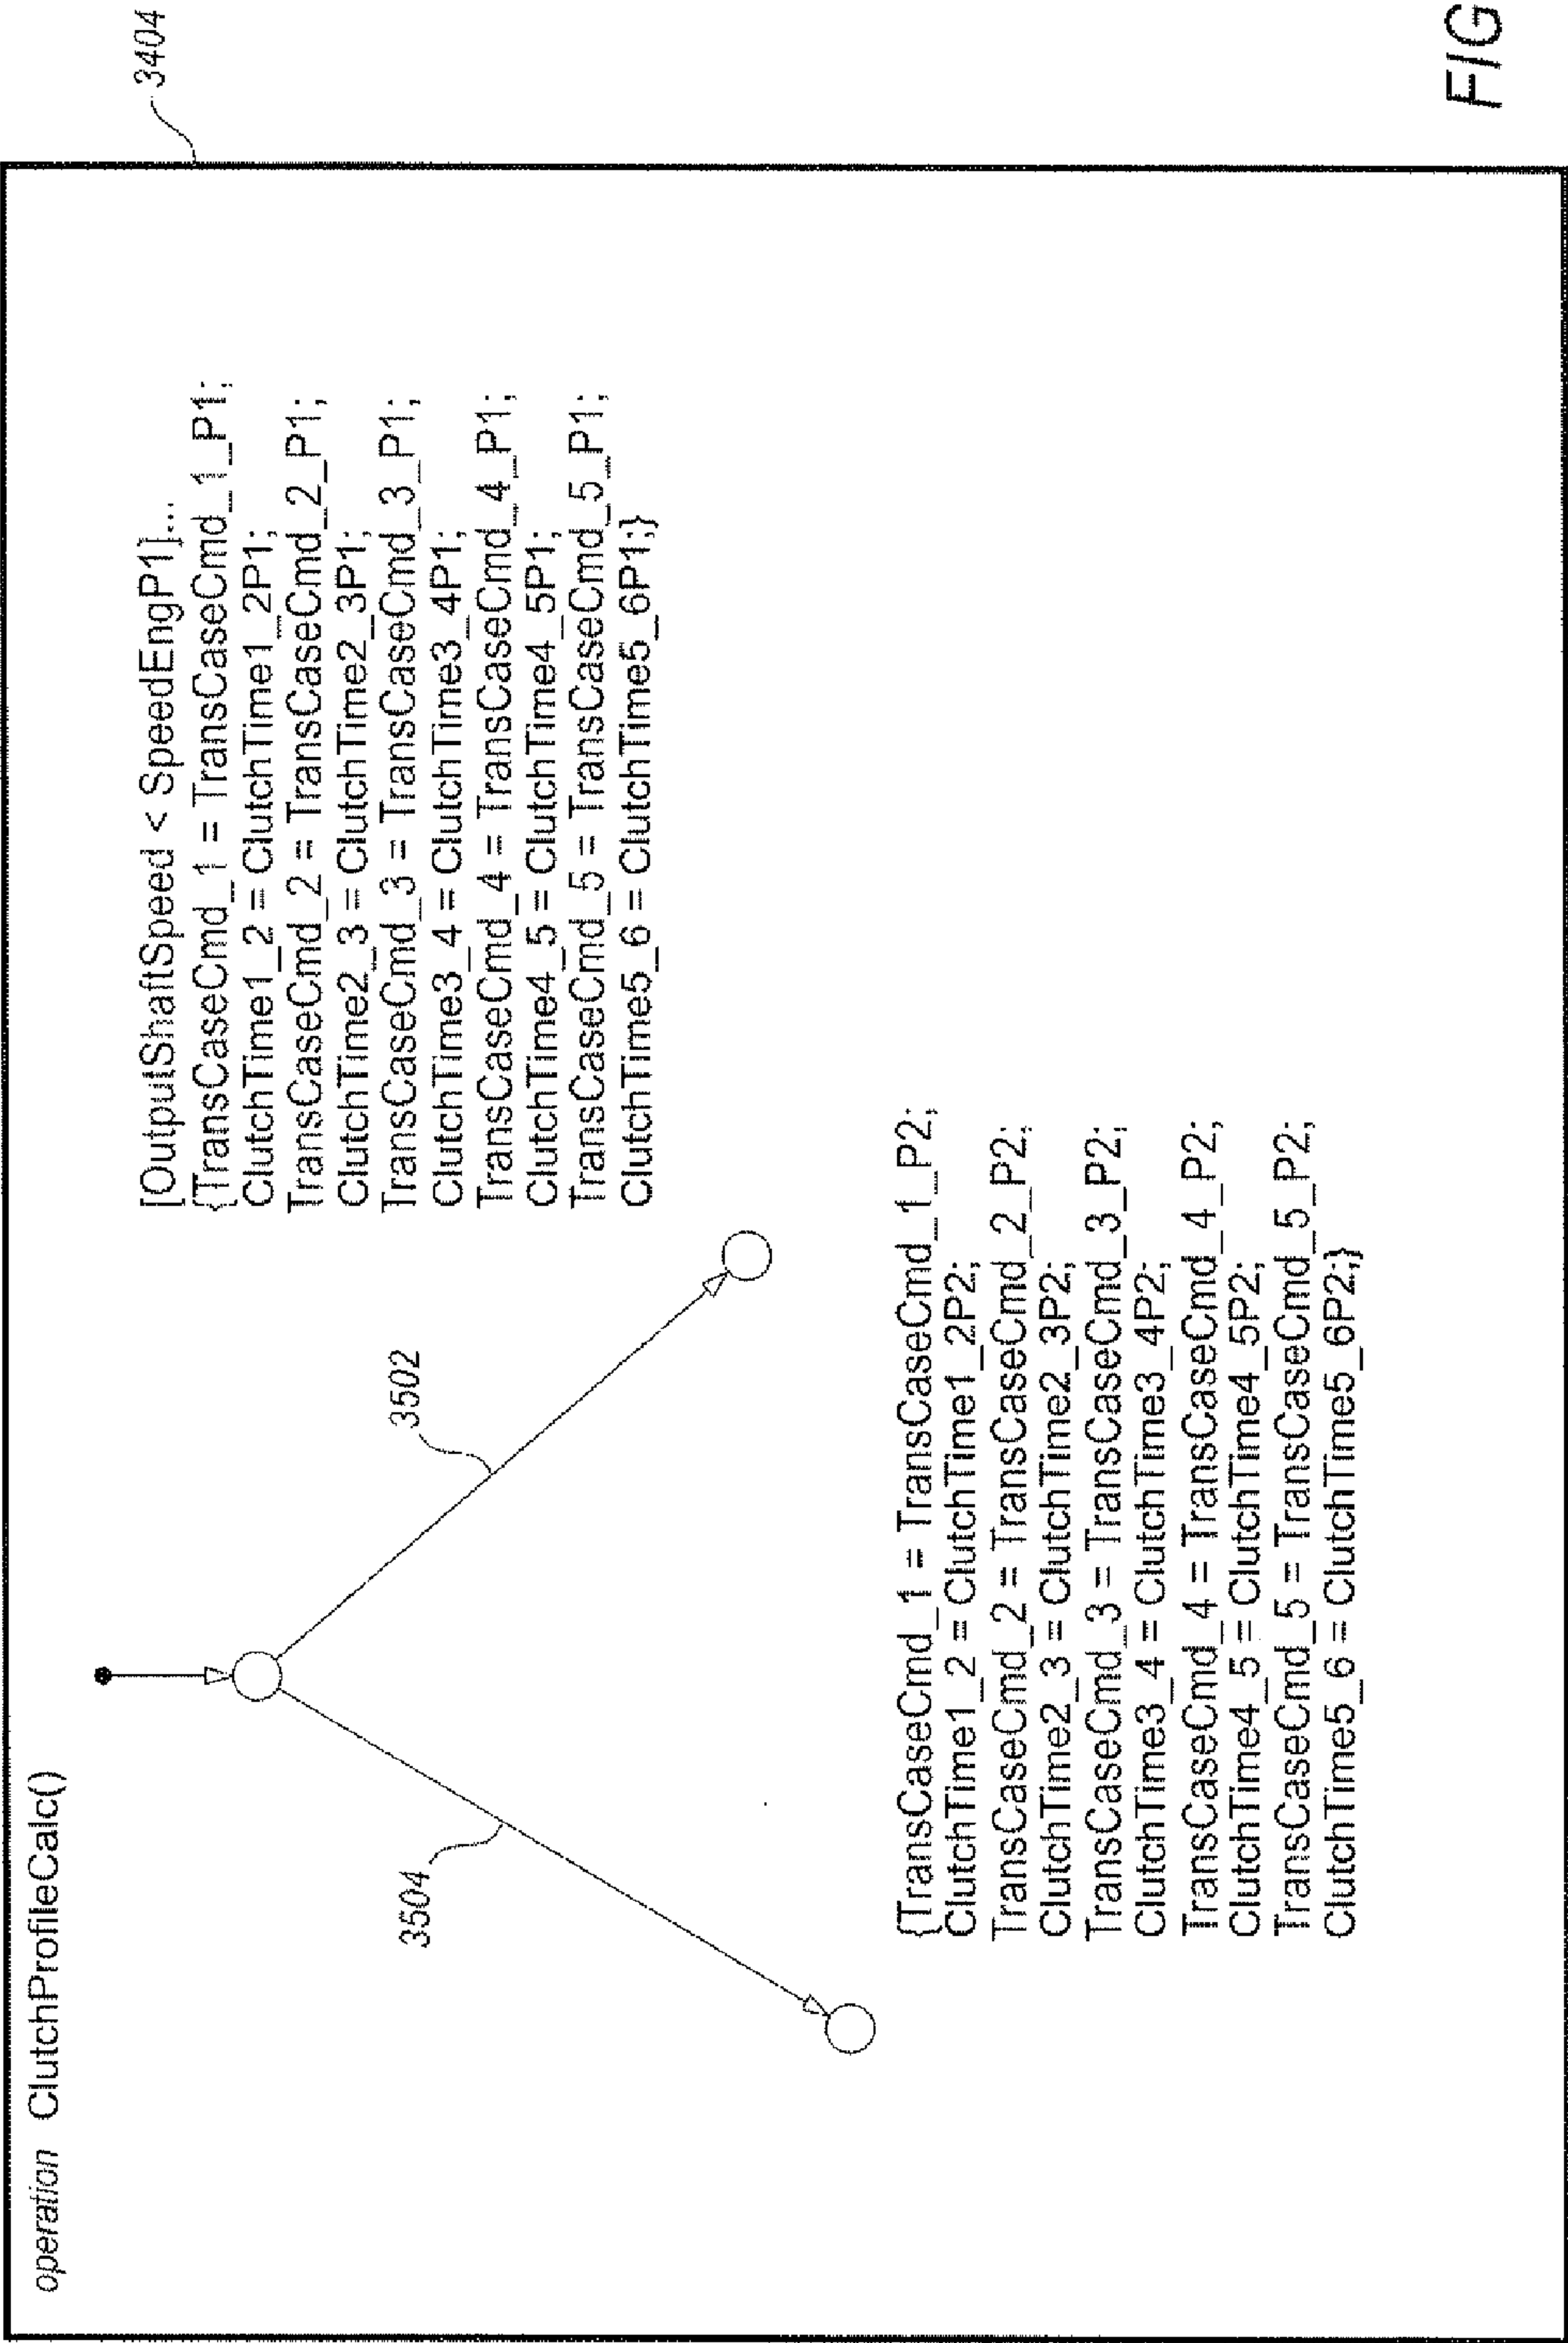 operation ClutchProfileCalc()
3404
[OutputShaftSpeed < SpeedEngP1]...
{TransCaseCmd_1 = TransCaseCmd_1_P1;
ClutchTime1_2 = ClutchTime1_2P1;
TransCaseCmd_2 = TransCaseCmd_2_P1;
ClutchTime2_3 = ClutchTime2_3P1;
TransCaseCmd_3 = TransCaseCmd_3_P1;
ClutchTime3_4 = ClutchTime3_4P1;
TransCaseCmd_4 = TransCaseCmd_4_P1;
ClutchTime4_5 = ClutchTime4_5P1;
TransCaseCmd_5 = TransCaseCmd_5_P1;
ClutchTime5_6 = ClutchTime5_6P1;}
3504
3502
{TransCaseCmd_1 = TransCaseCmd_1_P2;
ClutchTime1_2 = ClutchTime1_2P2;
TransCaseCmd_2 = TransCaseCmd_2_P2;
ClutchTime2_3 = ClutchTime2_3P2;
TransCaseCmd_3 = TransCaseCmd_3_P2;
ClutchTime3_4 = ClutchTime3_4P2;
TransCaseCmd_4 = TransCaseCmd_4_P2;
ClutchTime4_5 = ClutchTime4_5P2;
TransCaseCmd_5 = TransCaseCmd_5_P2;
ClutchTime5_6 = ClutchTime5_6P2;}
FIG